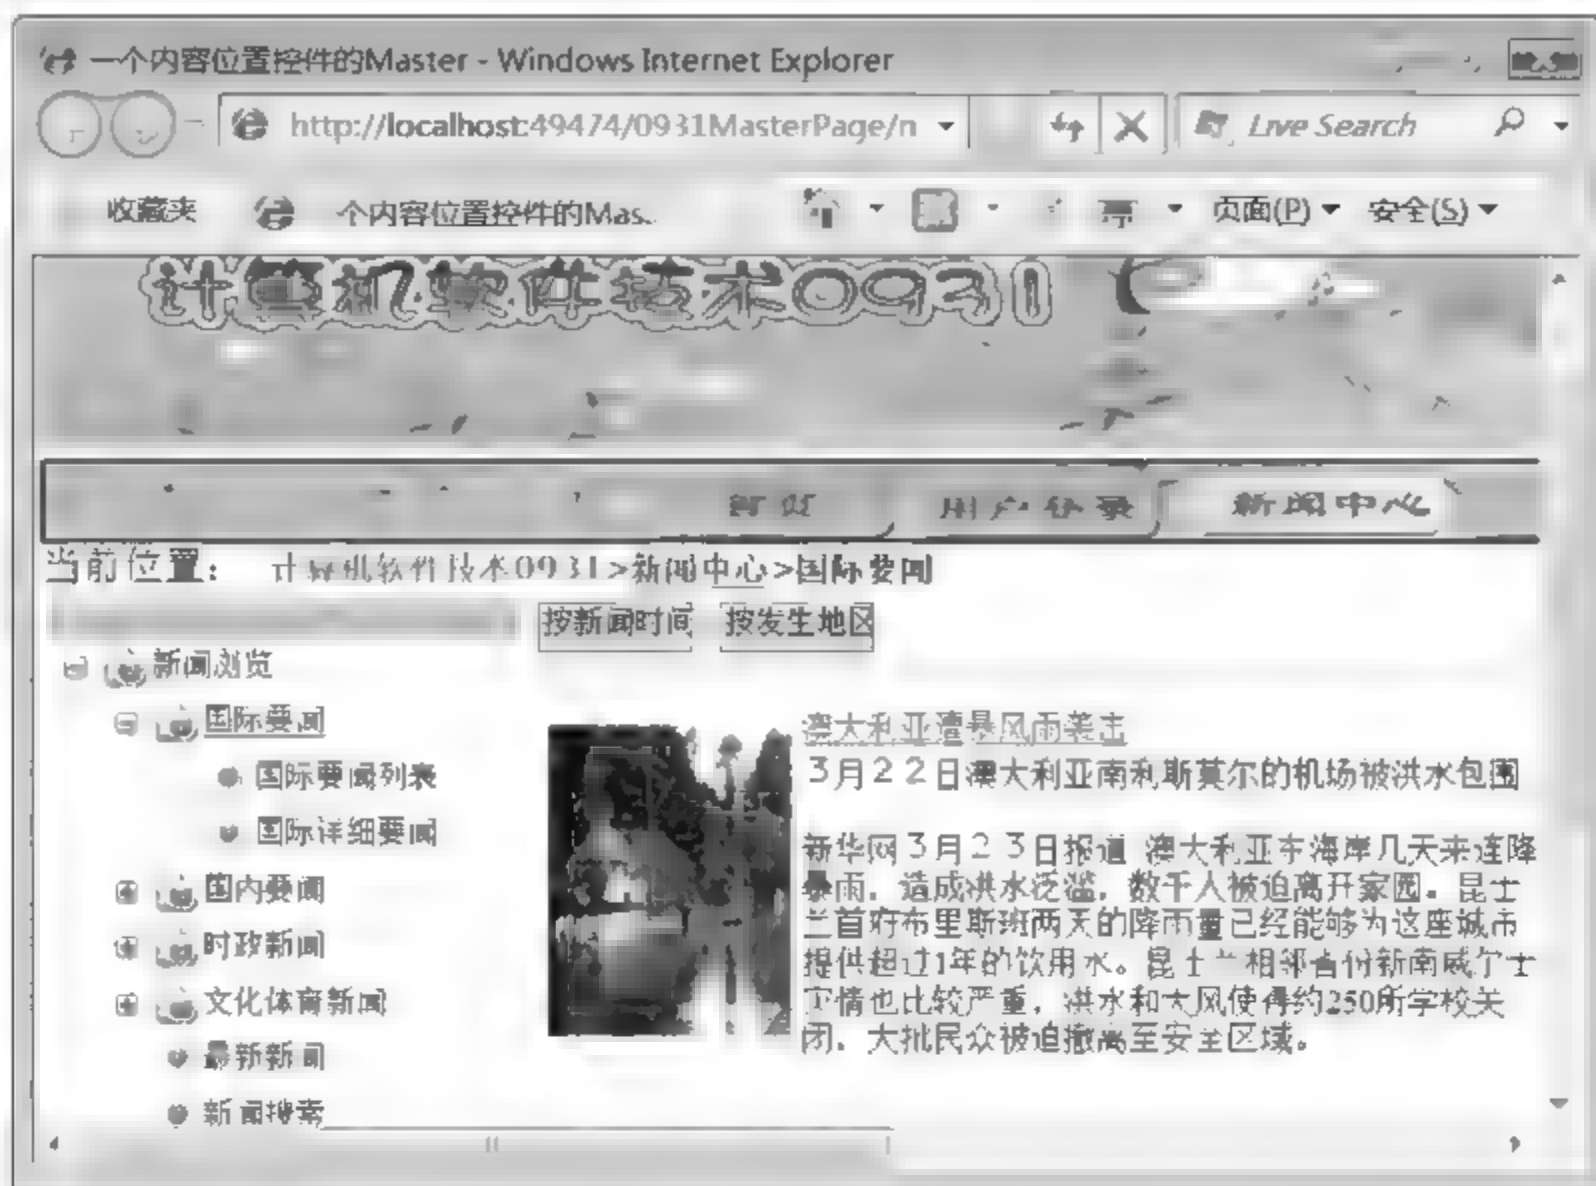 一个内容位置控件的Master - Windows Internet Explorer
http://localhost:49474/0931MasterPage/n
Live Search
收藏夹
个内容位置控件的Mas.
页面(P)
安全(S)
计算机软件技术0931
首页
用户登录
新闻中心
当前位置： 计算机软件技术0931>新闻中心>国际要闻
按新闻时间 按发生地区
新闻浏览
国际要闻
国际要闻列表
国际详细要闻
国内要闻
时政新闻
文化体育新闻
最新新闻
新闻搜索
澳大利亚遭暴风雨袭击
3月22日澳大利亚南利斯莫尔的机场被洪水包围
新华网3月23日报道 澳大利亚东海岸几天来连降
暴雨，造成洪水泛滥，数千人被迫离开家园。昆士
兰首府布里斯班两天的降雨量已经能够为这座城市
提供超过1年的饮用水。昆士兰相邻省份新南威尔士
灾情也比较严重，洪水和大风使得约250所学校关
闭，大批民众被迫撤离至安全区域。